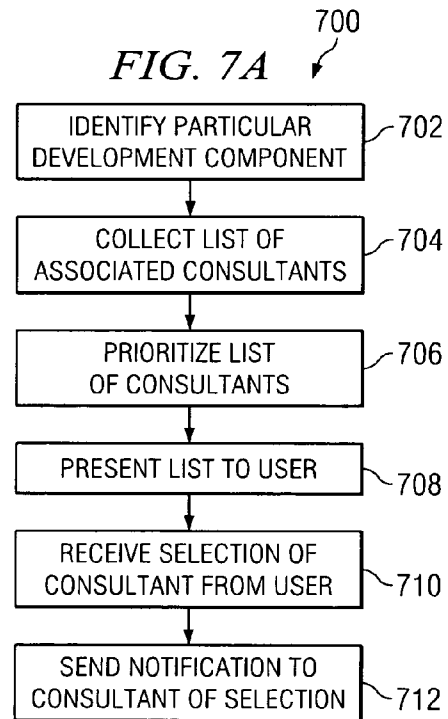 700
FIG. 7A
IDENTIFY PARTICULAR
DEVELOPMENT COMPONENT
702
COLLECT LIST OF
ASSOCIATED CONSULTANTS
704
PRIORITIZE LIST
OF CONSULTANTS
706
PRESENT LIST TO USER
708
RECEIVE SELECTION OF
CONSULTANT FROM USER
710
SEND NOTIFICATION TO
CONSULTANT OF SELECTION
712